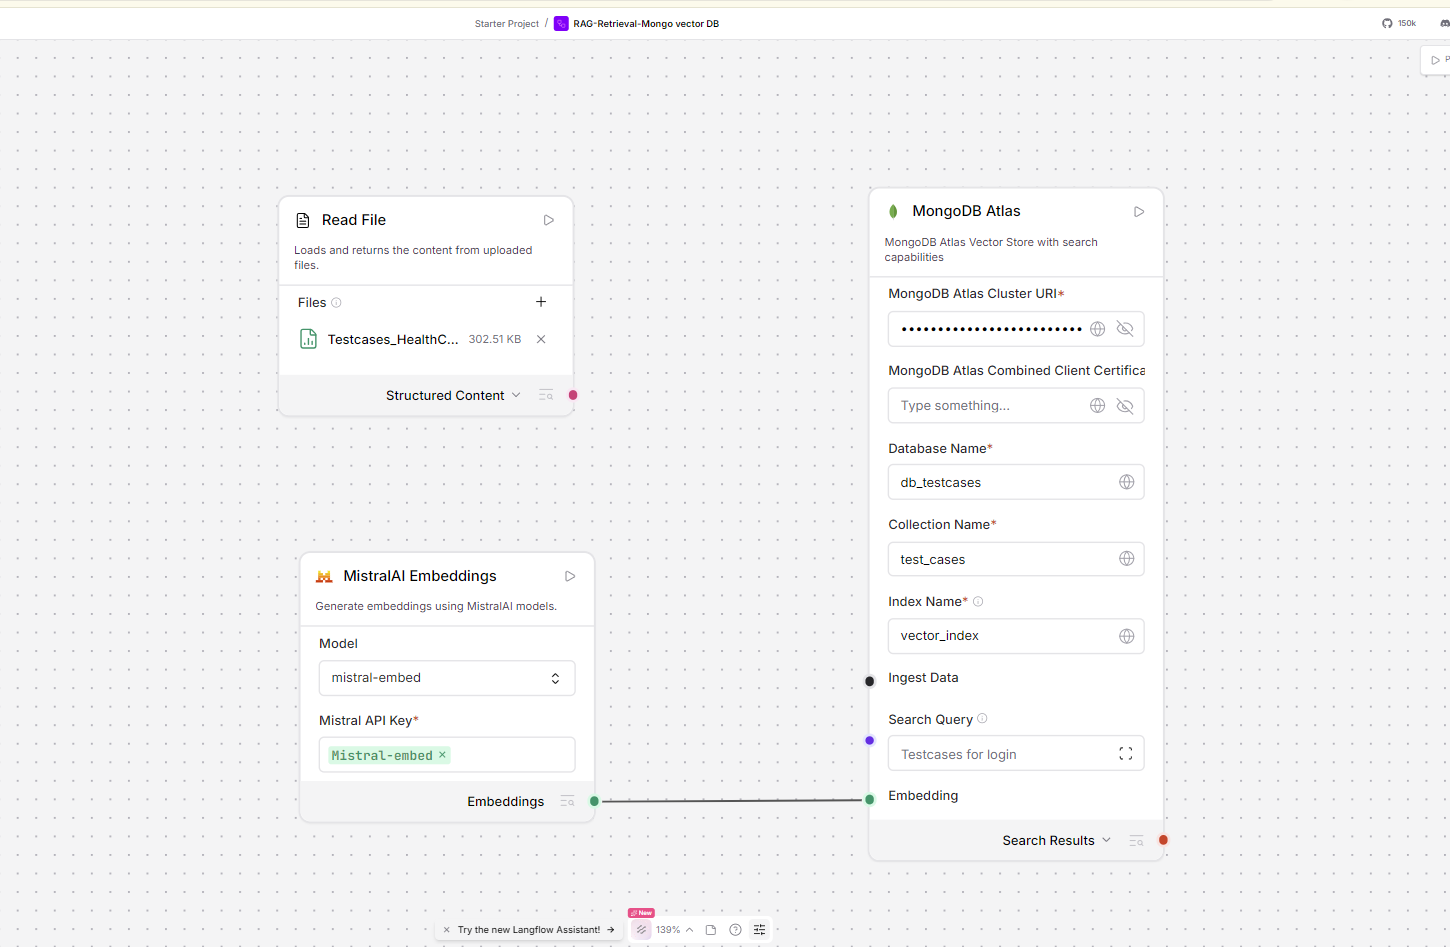 Starter Project / RAG-Retrieval-Mongo vector DB
150k
Read File
Loads and returns the content from uploaded
files.
Files
Testcases_HealthC... 302.51 KB
Structured Content
MistralAI Embeddings
Generate embeddings using MistralAI models.
Model
mistral-embed
Mistral API Key*
Mistral-embed ×
Embeddings
MongoDB Atlas
MongoDB Atlas Vector Store with search
capabilities
MongoDB Atlas Cluster URI*
•••••••••••••••••••••••••
MongoDB Atlas Combined Client Certifica
Type something...
Database Name*
db_testcases
Collection Name*
test_cases
Index Name*
vector_index
Ingest Data
Search Query
Testcases for login
Embedding
Search Results
New
× Try the new Langflow Assistant! →
139%